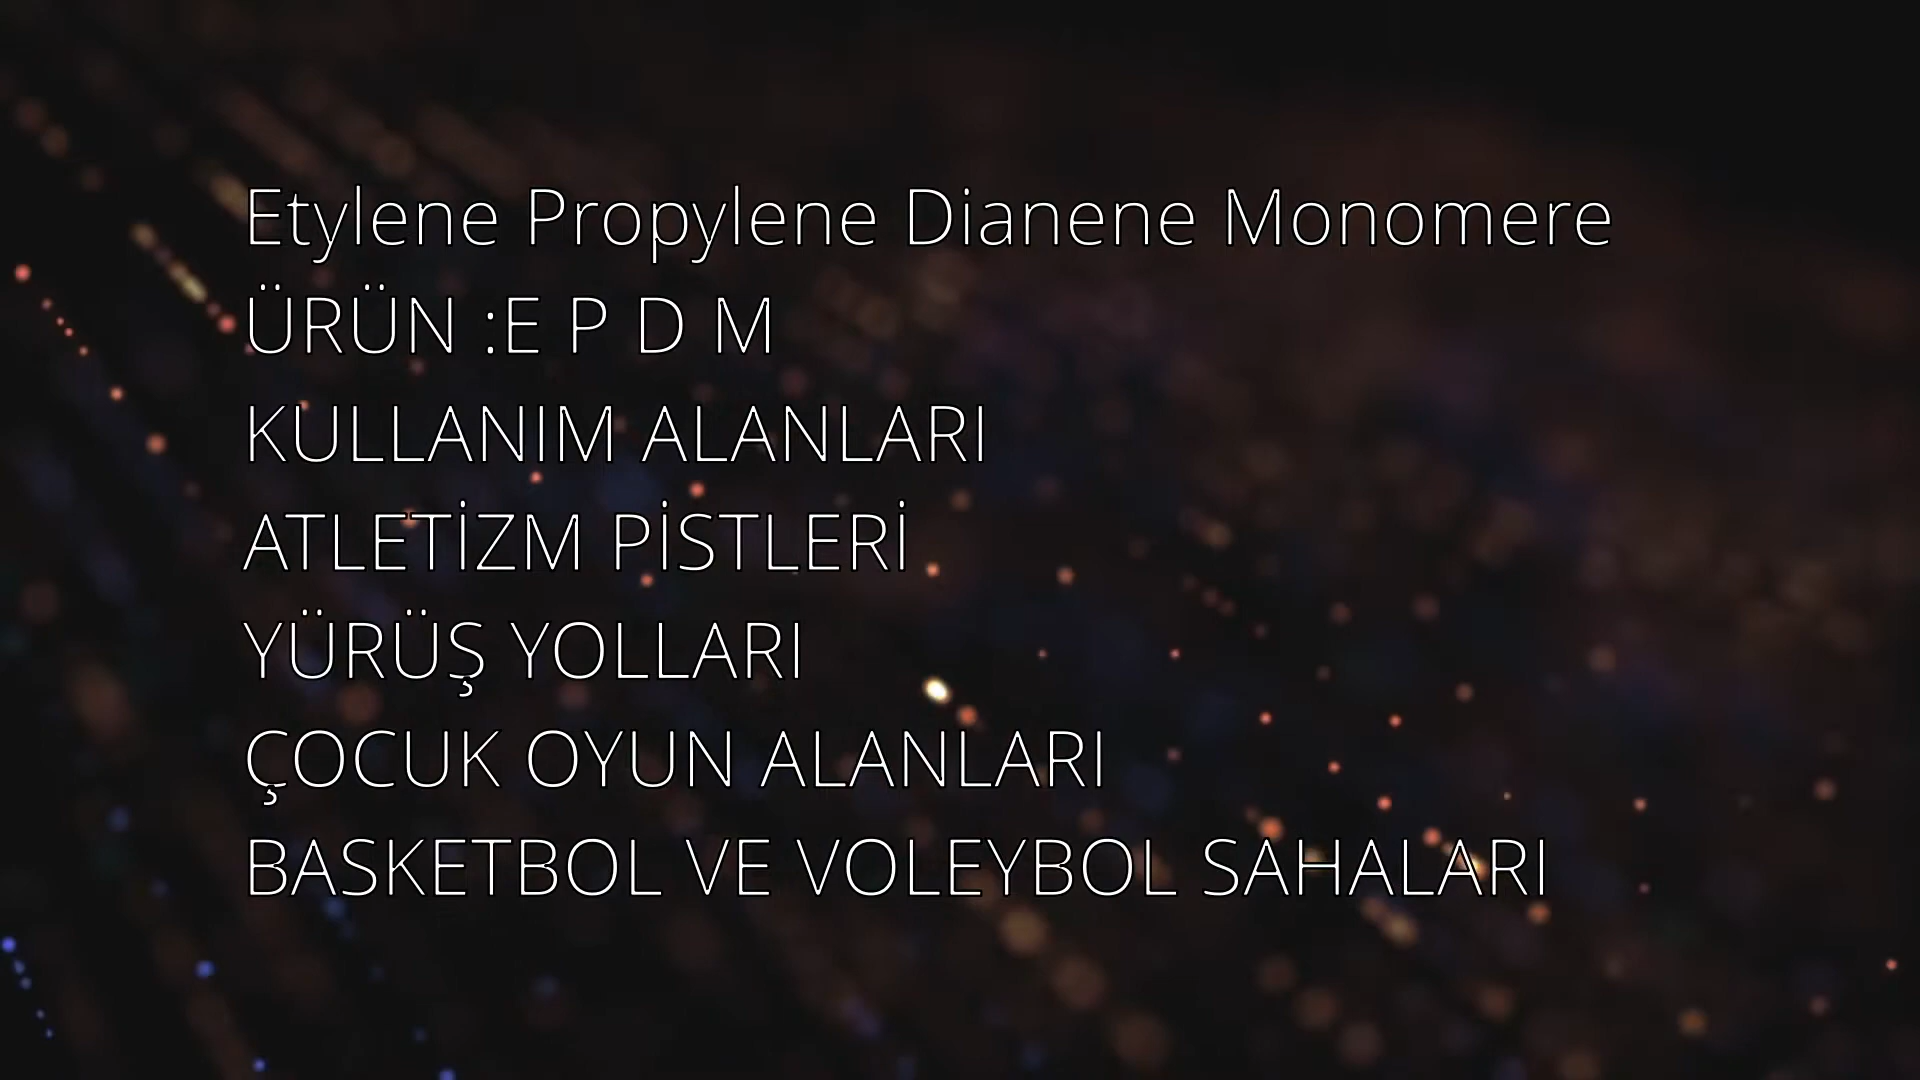 Etylene Propylene Dianene Monomere
ÜRÜN :E P D M
KULLANIM ALANLARI
ATLETİZM PİSTLERİ
YÜRÜŞ YOLLARI
ÇOCUK OYUN ALANLARI
BASKETBOL VE VOLEYBOL SAHALARI